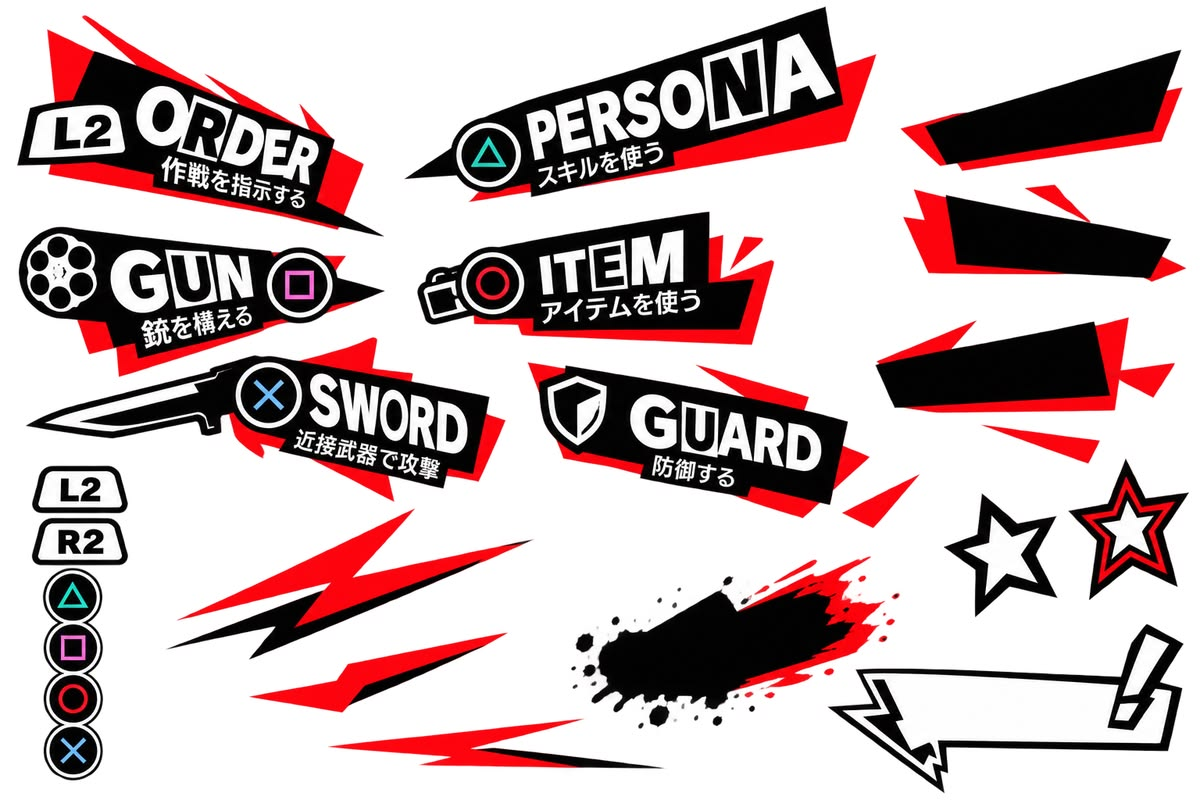 L2
ORDER
作戦を指示する
PERSONA
スキルを使う
GUN
銃を構える
ITEM
アイテムを使う
SWORD
近接武器で攻撃
GUARD
防御する
L2
R2
!